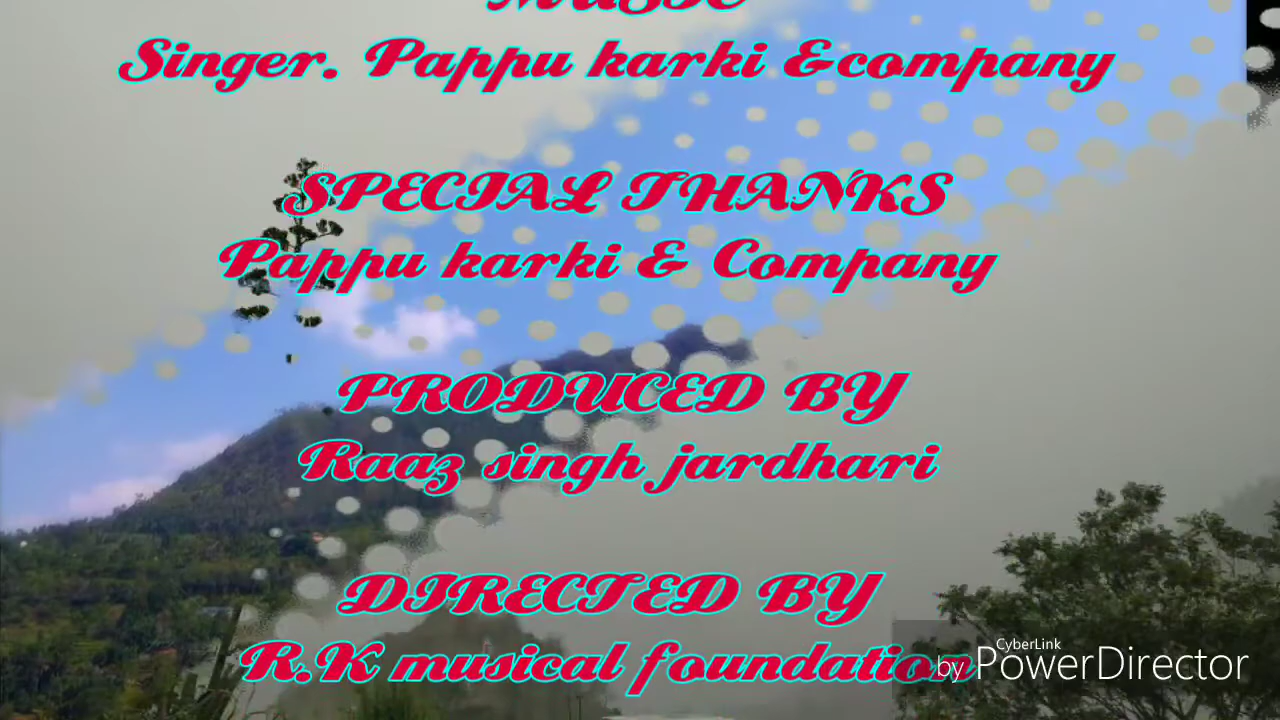 MUSIC
Singer. Pappu karki &company
SPECIAL THANKS
Pappu karki & Company
PRODUCED BY
Raaz singh jardhari
DIRECTED BY
R.K musical foundation
CyberLink
by PowerDirector